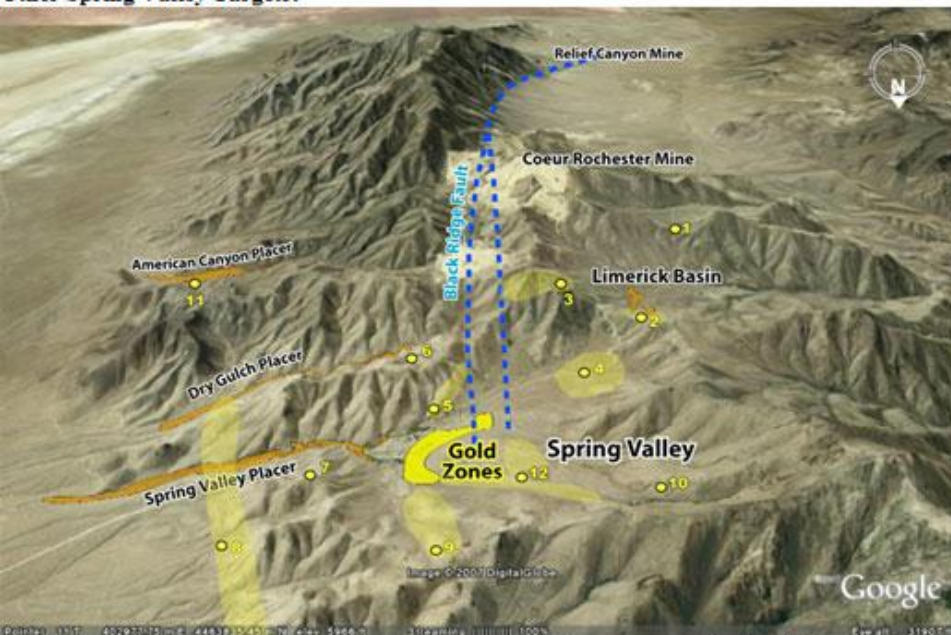 Relief Canyon Mine
N
Coeur Rochester Mine
Black Ridge Fault
1
American Canyon Placer
11
Limerick Basin
3
2
6
Dry Gulch Placer
4
5
Gold
Zones
Spring Valley
12
Spring Valley Placer
7
10
8
9
Image © 2007 DigitalGlobe
Google